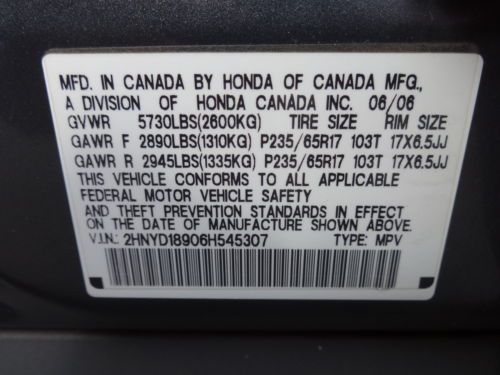 MFD. IN CANADA BY HONDA OF CANADA MFG.,
A DIVISION OF HONDA CANADA INC. 06/06
GVWR 5730LBS(2600KG) TIRE SIZE RIM SIZE
GAWR F 2890LBS(1310KG) P235/65R17 103T 17X6.5JJ
GAWR R 2945LBS(1335KG) P235/65R17 103T 17X6.5JJ
THIS VEHICLE CONFORMS TO ALL APPLICABLE
FEDERAL MOTOR VEHICLE SAFETY
AND THEFT PREVENTION STANDARDS IN EFFECT
ON THE DATE OF MANUFACTURE SHOWN ABOVE.
V.I.N.: 2HNYD18906H545307 TYPE: MPV